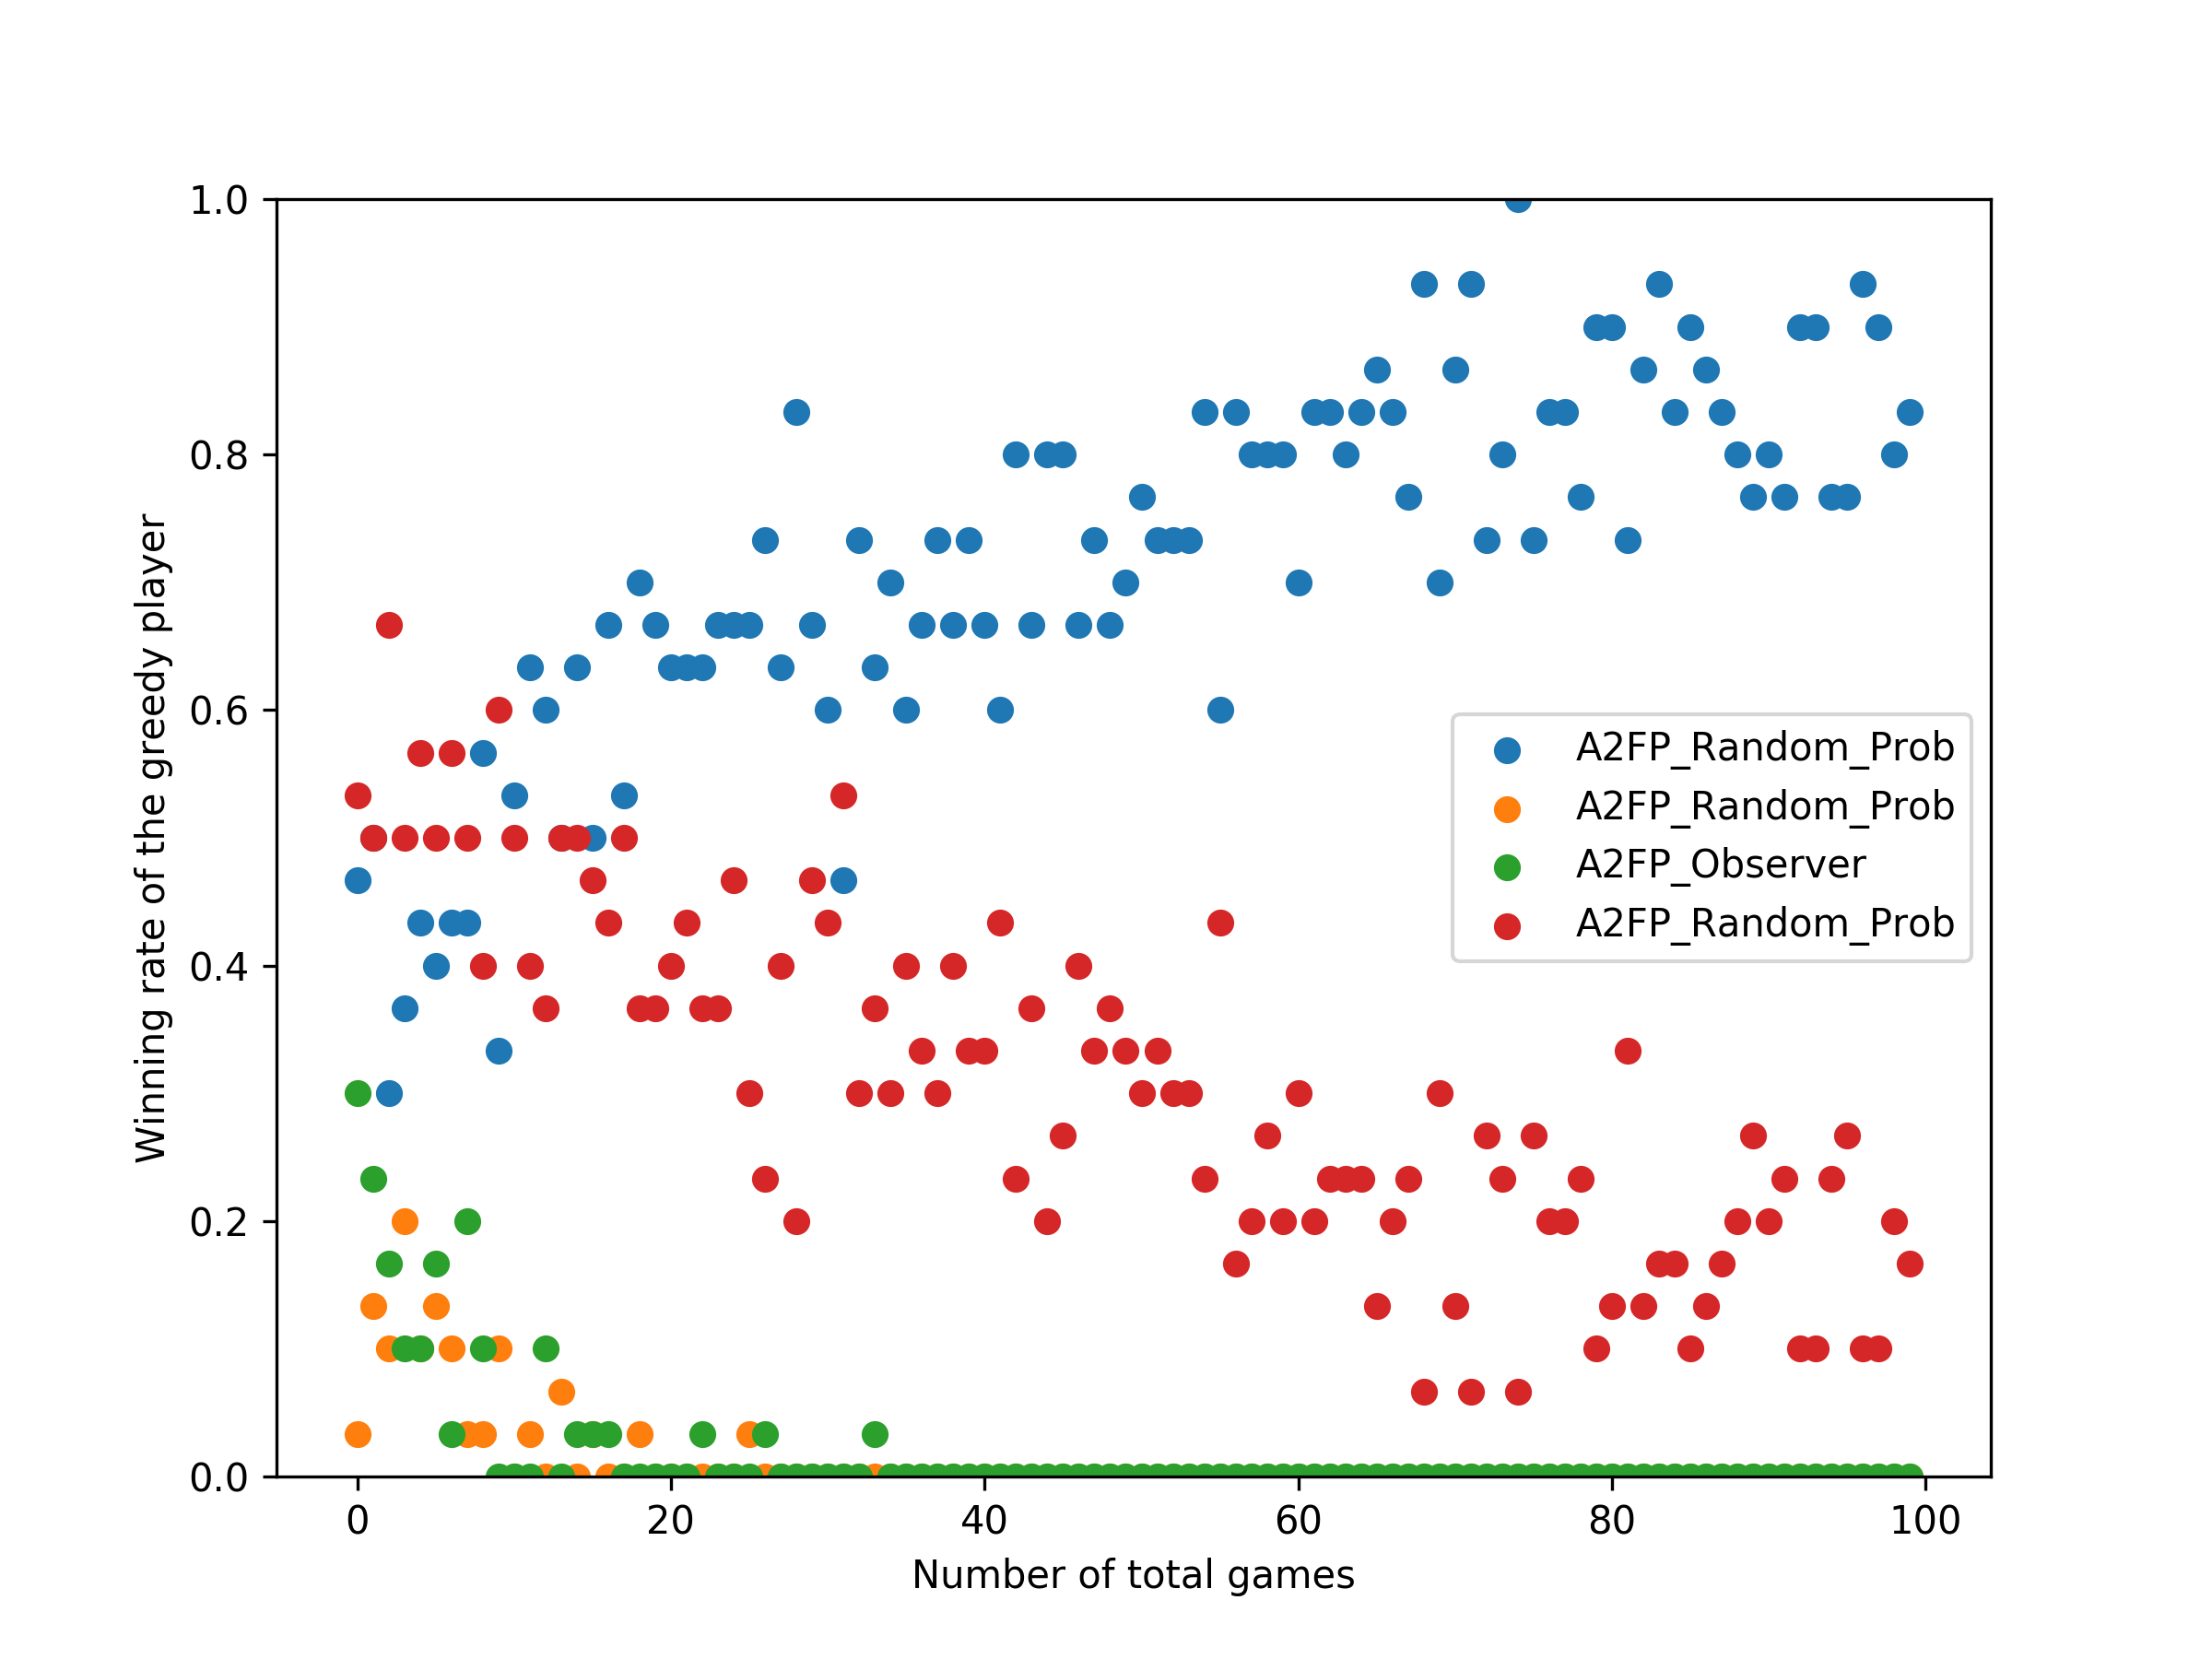 1.0
0.8
0.6
0.4
0.2
0.0
Winning rate of the greedy player
A2FP_Random_Prob
A2FP_Random_Prob
A2FP_Observer
A2FP_Random_Prob
0 20 40 60 80 100
Number of total games